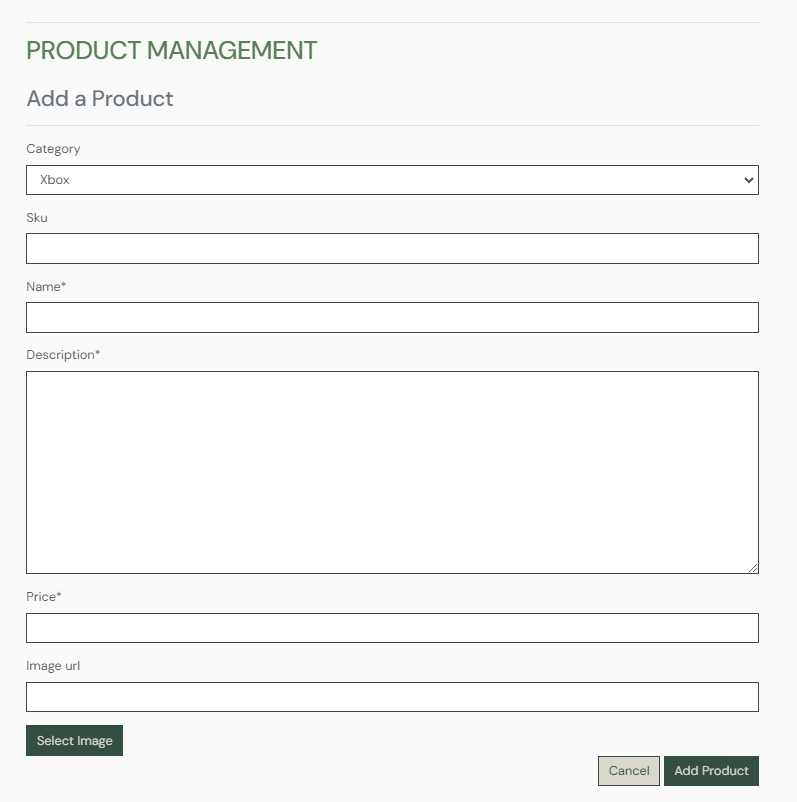 PRODUCT MANAGEMENT
Add a Product
Category
Xbox
Sku
Name*
Description*
Price*
Image url
Select Image
Cancel Add Product